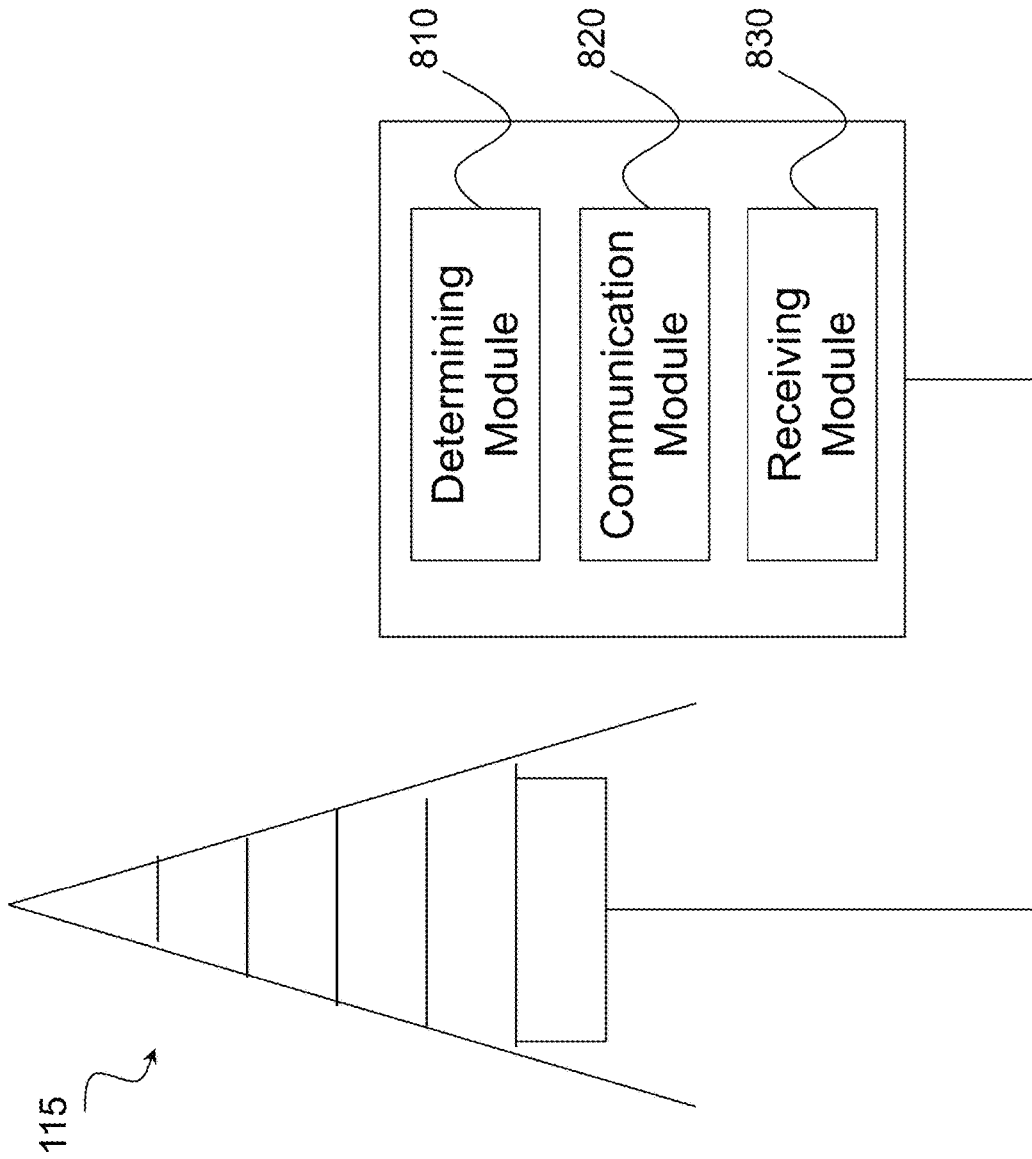 115
Determining
Module
810
Communication
Module
820
Receiving
Module
830